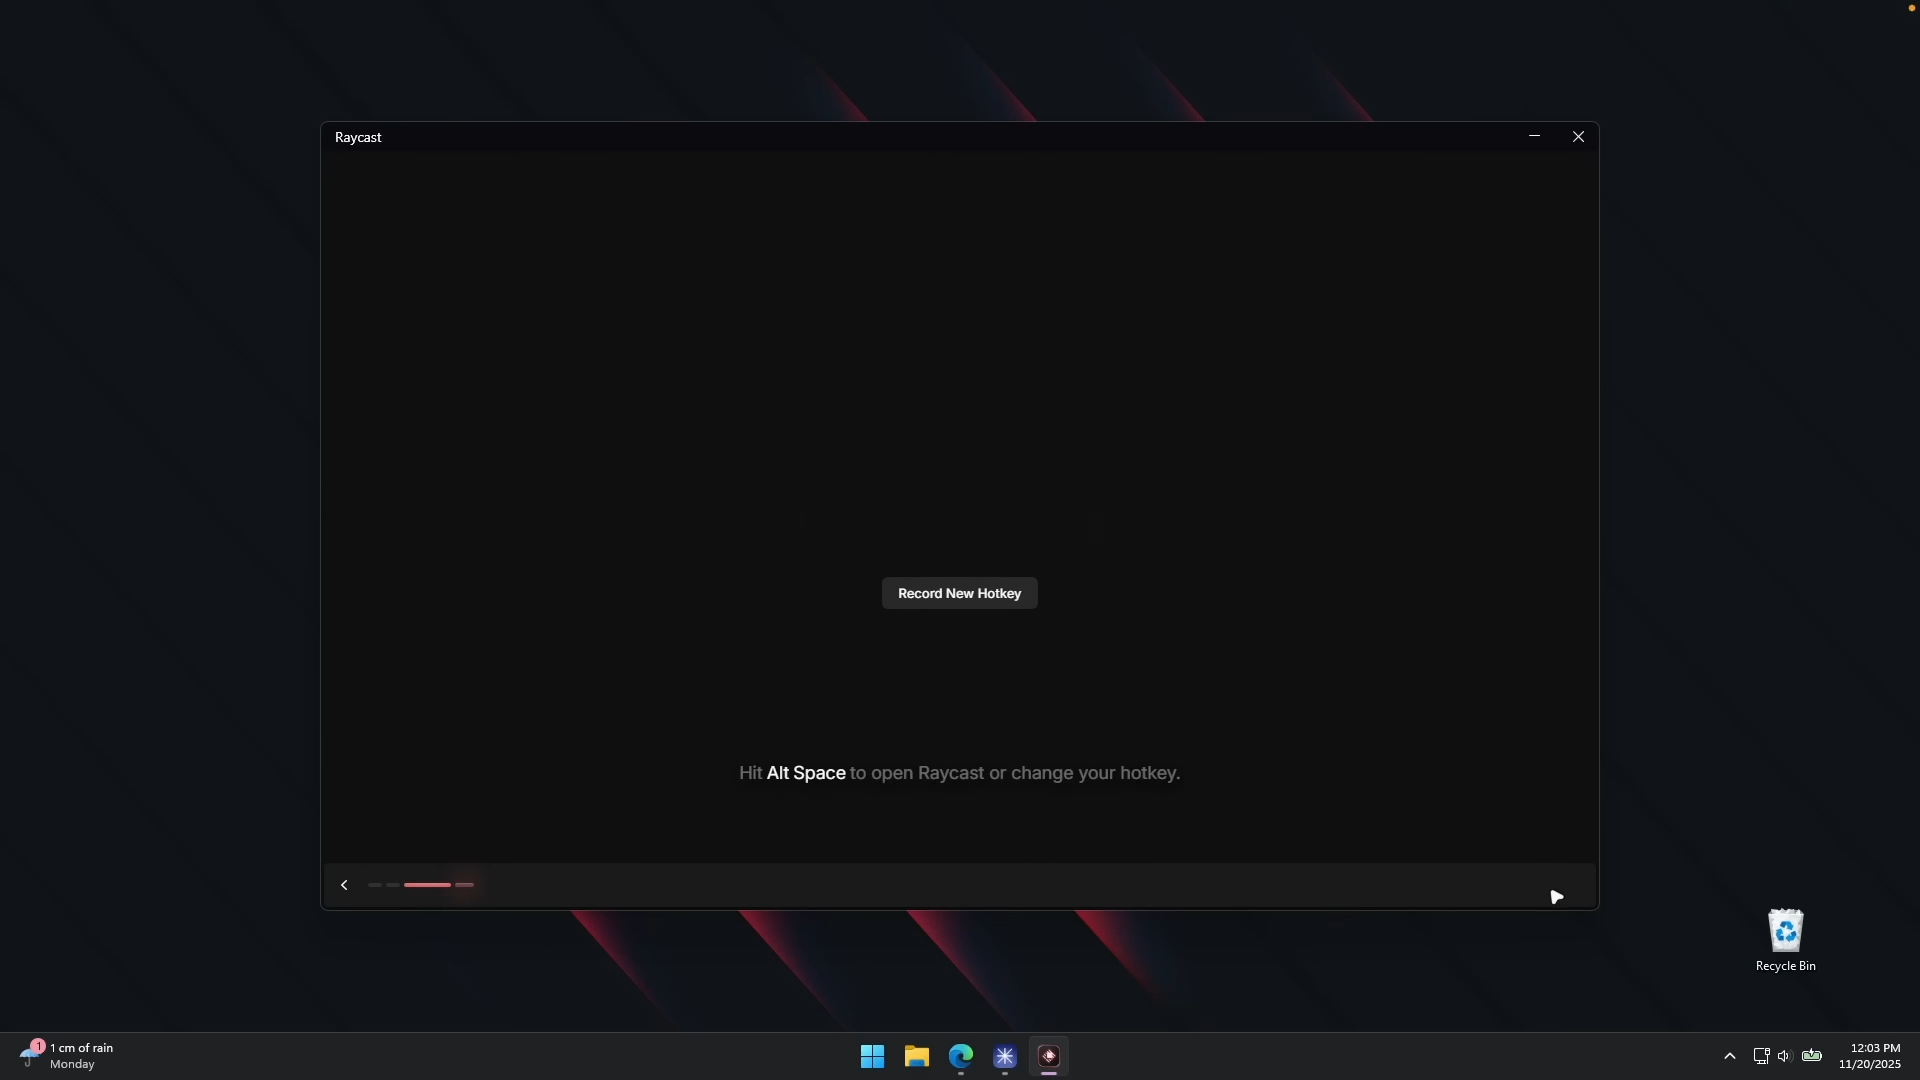 Raycast
Record New Hotkey
Hit Alt Space to open Raycast or change your hotkey.
Recycle Bin
1
1 cm of rain
Monday
12:03 PM
11/20/2025